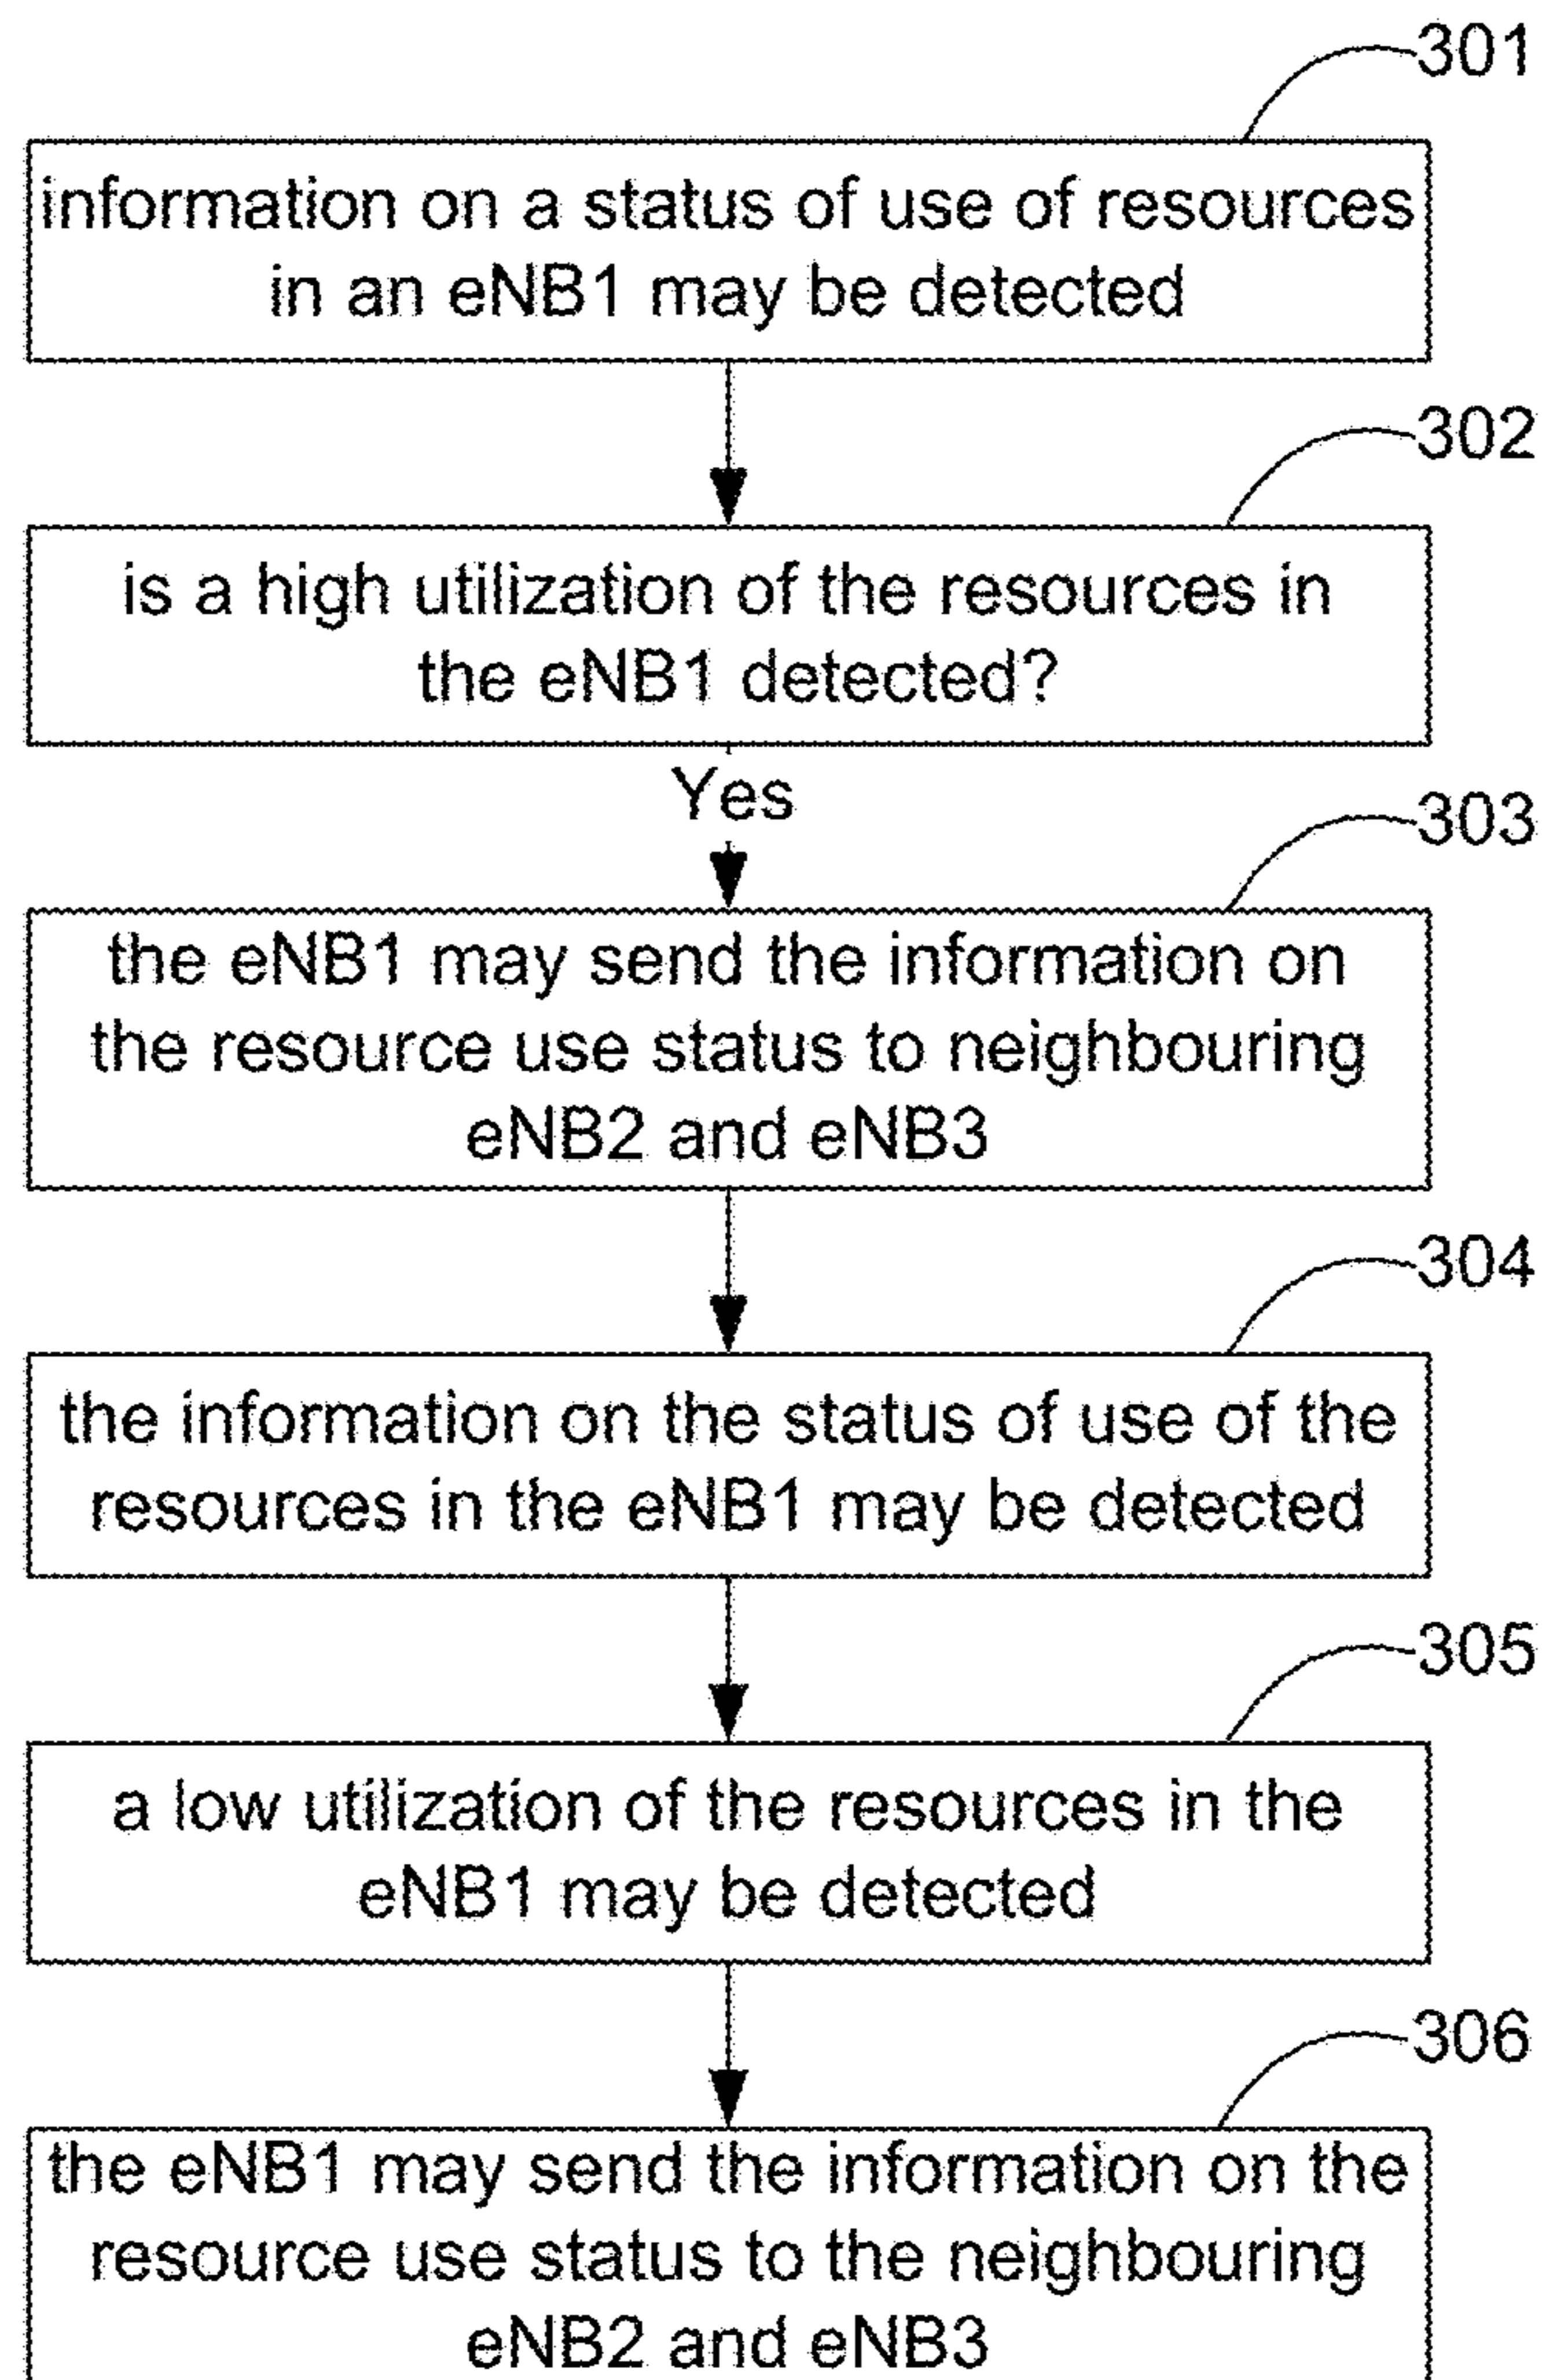 301
information on a status of use of resources
in an eNB1 may be detected
302
is a high utilization of the resources in
the eNB1 detected?
Yes
303
the eNB1 may send the information on
the resource use status to neighbouring
eNB2 and eNB3
304
the information on the status of use of the
resources in the eNB1 may be detected
305
a low utilization of the resources in the
eNB1 may be detected
306
the eNB1 may send the information on the
resource use status to the neighbouring
eNB2 and eNB3